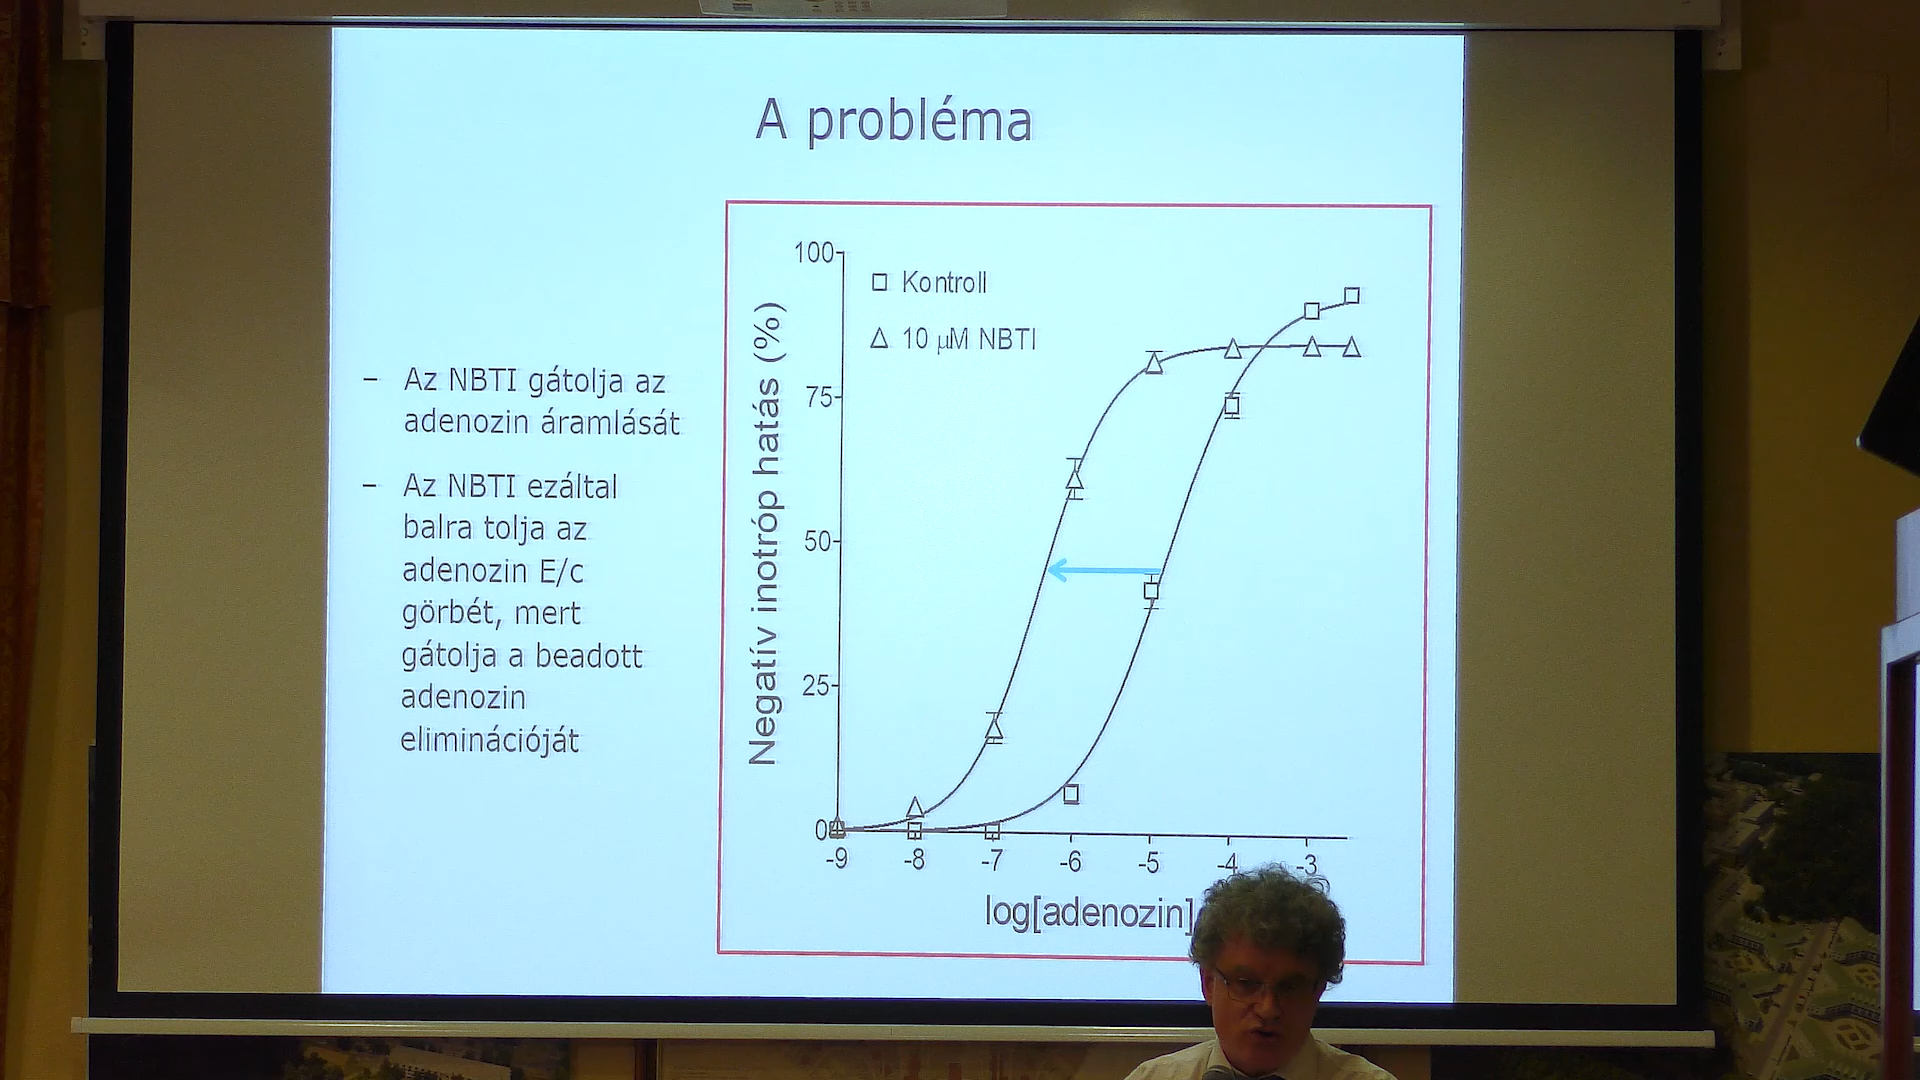 A probléma
– Az NBTI gátolja az
adenozin áramlását
– Az NBTI ezáltal
balra tolja az
adenozin E/c
görbét, mert
gátolja a beadott
adenozin
eliminációját
Negatív inotróp hatás (%)
100
75
50
25
0
Kontroll
10 µM NBTI
-9 -8 -7 -6 -5 -4 -3
log[adenozin]